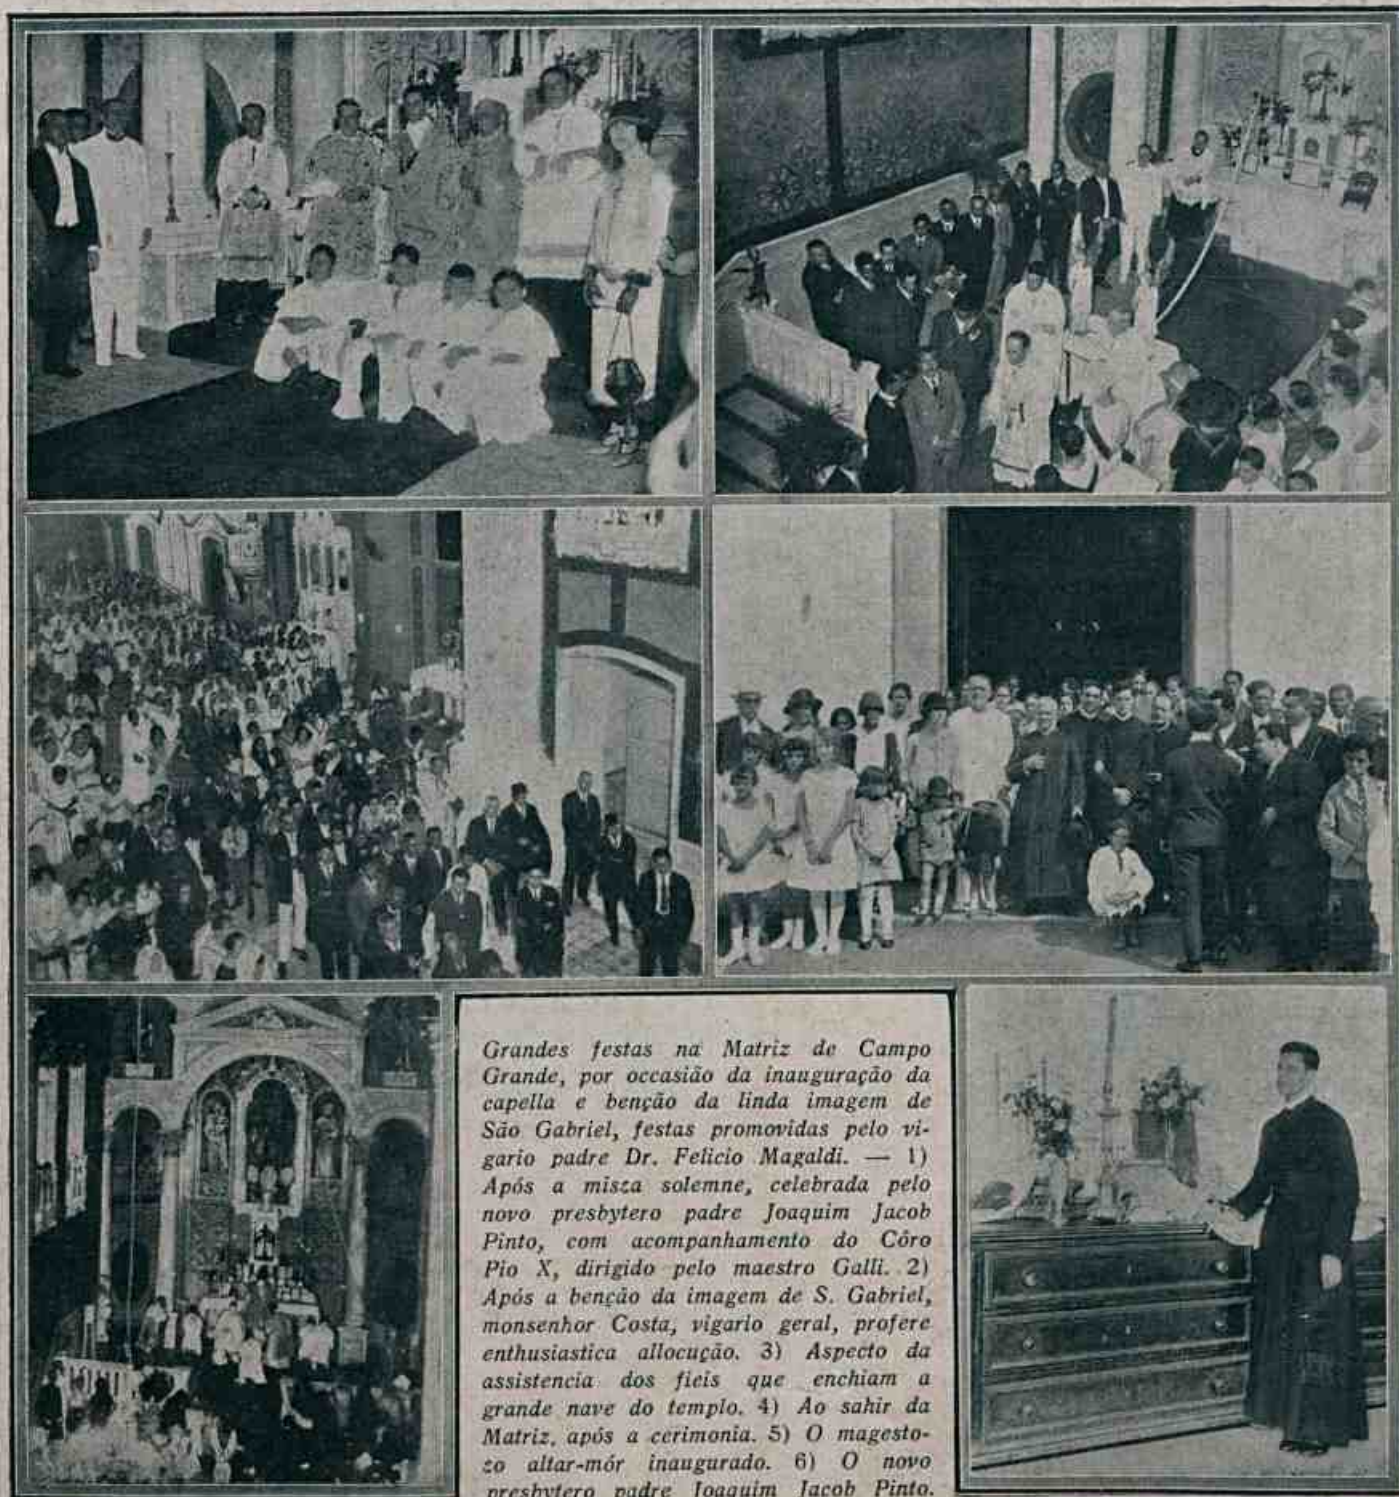 Grandes festas na Matriz de Campo
Grande, por occasião da inauguração da
capella e benção da linda imagem de
São Gabriel, festas promovidas pelo vi-
gario padre Dr. Felicio Magaldi. — 1)
Após a missa solemne, celebrada pelo
novo presbytero padre Joaquim Jacob
Pinto, com acompanhamento do Côro
Pio X, dirigido pelo maestro Galli. 2)
Após a benção da imagem de S. Gabriel,
monsenhor Costa, vigario geral, profere
enthusiastica allocução. 3) Aspecto da
assistencia dos fieis que enchiam a
grande nave do templo. 4) Ao sahir da
Matriz, após a cerimonia. 5) O magesto-
so altar-mór inaugurado. 6) O novo
presbytero padre Joaquim Jacob Pinto.